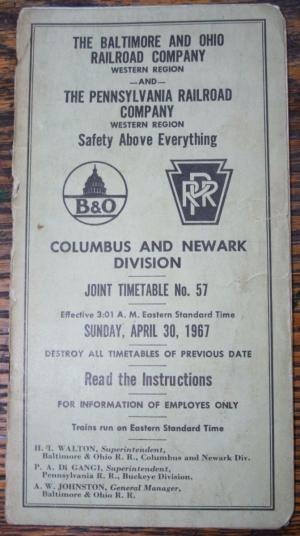 THE BALTIMORE AND OHIO
RAILROAD COMPANY
WESTERN REGION
—AND—
THE PENNSYLVANIA RAILROAD
COMPANY
WESTERN REGION
Safety Above Everything
B&O
PRR
COLUMBUS AND NEWARK
DIVISION
JOINT TIMETABLE No. 57
Effective 3:01 A. M. Eastern Standard Time
SUNDAY, APRIL 30, 1967
DESTROY ALL TIMETABLES OF PREVIOUS DATE
Read the Instructions
FOR INFORMATION OF EMPLOYES ONLY
Trains run on Eastern Standard Time
H. L. WALTON, Superintendent,
Baltimore & Ohio R. R., Columbus and Newark Div.
P. A. Di GANGI, Superintendent,
Pennsylvania R. R., Buckeye Division.
A. W. JOHNSTON, General Manager,
Baltimore & Ohio R. R.